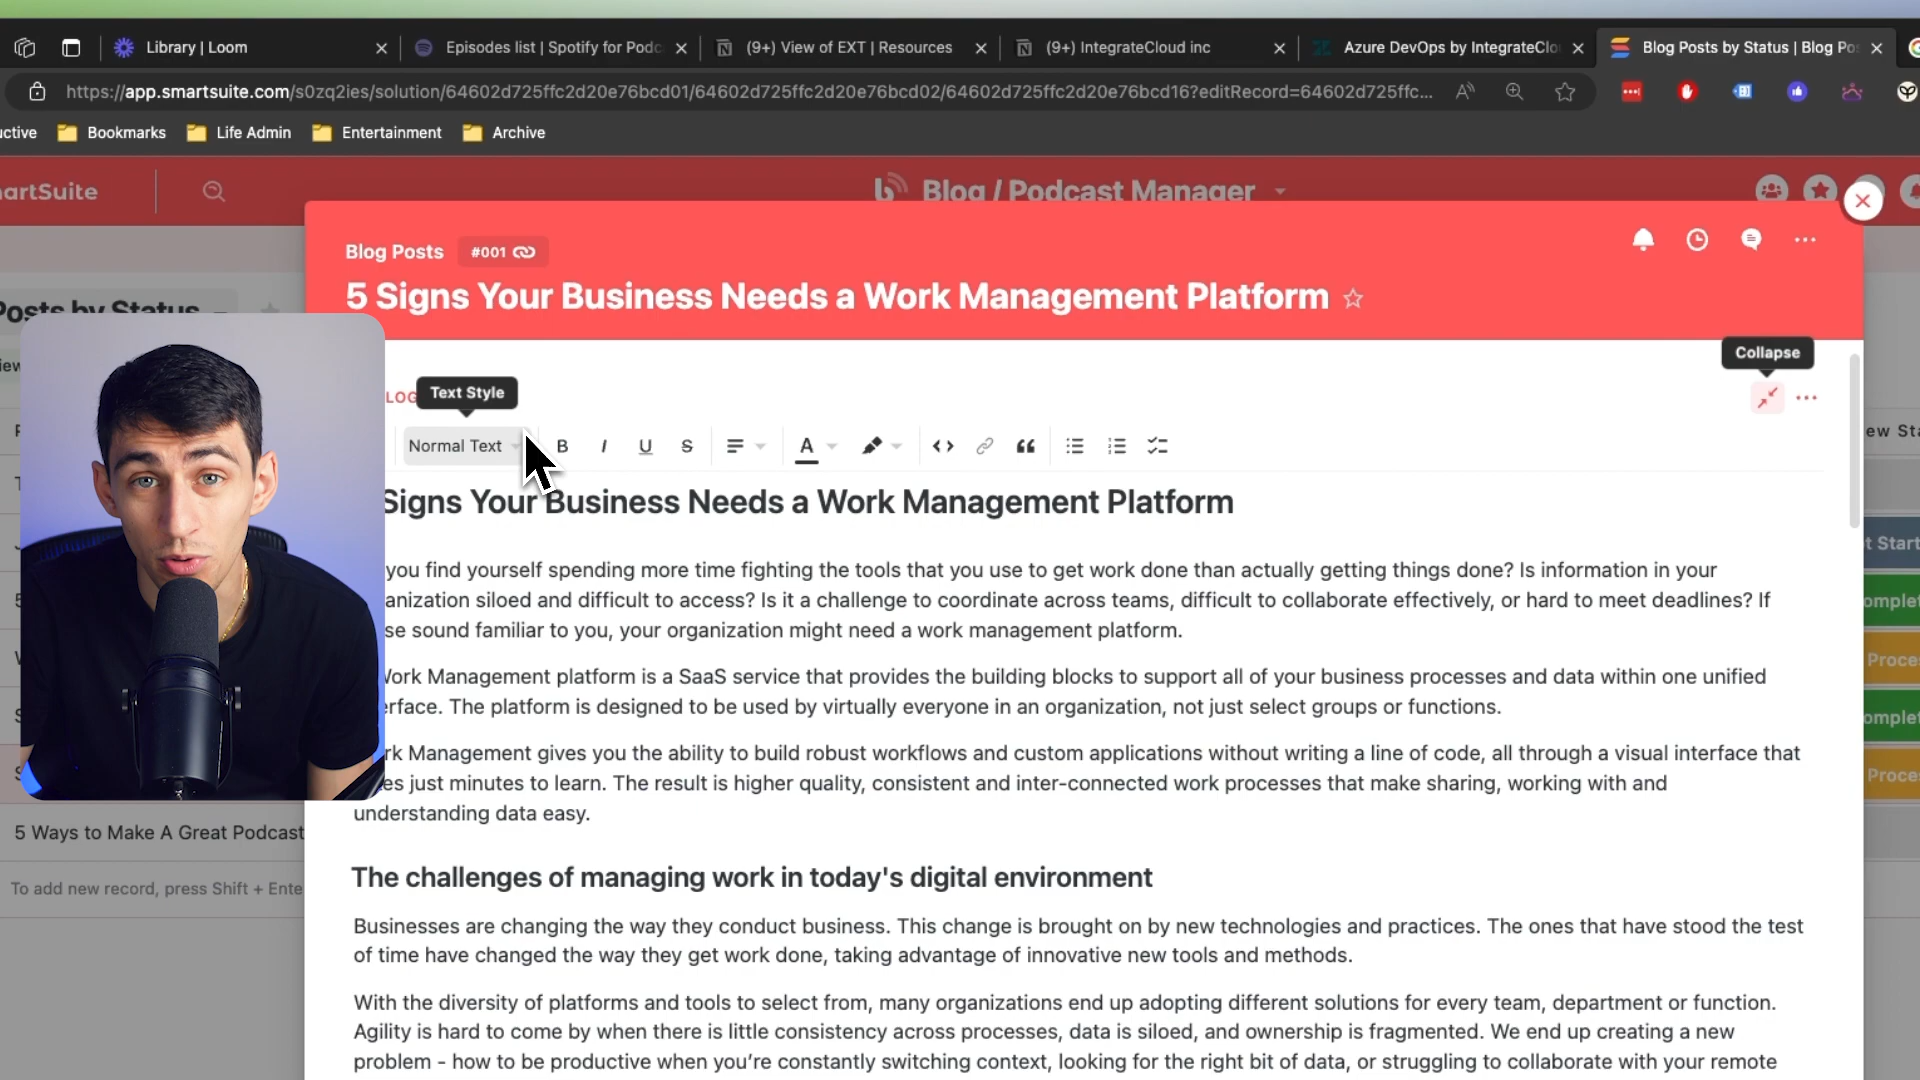 Library | Loom
Episodes list | Spotify for Podc
(9+) View of EXT | Resources
(9+) IntegrateCloud inc
Azure DevOps by IntegrateClo
Blog Posts by Status | Blog Po
https://app.smartsuite.com/s0zq2ies/solution/64602d725ffc2d20e76bcd01/64602d725ffc2d20e76bcd02/64602d725ffc2d20e76bcd16?editRecord=64602d725ffc...
uctive
Bookmarks
Life Admin
Entertainment
Archive
artSuite
Blog / Podcast Manager
Blog Posts
#001
5 Signs Your Business Needs a Work Management Platform
Posts by Status
Collapse
LOG
Text Style
Normal Text
B I U S A
Signs Your Business Needs a Work Management Platform
you find yourself spending more time fighting the tools that you use to get work done than actually getting things done? Is information in your
anization siloed and difficult to access? Is it a challenge to coordinate across teams, difficult to collaborate effectively, or hard to meet deadlines? If
se sound familiar to you, your organization might need a work management platform.
Work Management platform is a SaaS service that provides the building blocks to support all of your business processes and data within one unified
erface. The platform is designed to be used by virtually everyone in an organization, not just select groups or functions.
rk Management gives you the ability to build robust workflows and custom applications without writing a line of code, all through a visual interface that
es just minutes to learn. The result is higher quality, consistent and inter-connected work processes that make sharing, working with and
understanding data easy.
The challenges of managing work in today's digital environment
Businesses are changing the way they conduct business. This change is brought on by new technologies and practices. The ones that have stood the test
of time have changed the way they get work done, taking advantage of innovative new tools and methods.
With the diversity of platforms and tools to select from, many organizations end up adopting different solutions for every team, department or function.
Agility is hard to come by when there is little consistency across processes, data is siloed, and ownership is fragmented. We end up creating a new
problem - how to be productive when you're constantly switching context, looking for the right bit of data, or struggling to collaborate with your remote
5 Ways to Make A Great Podcast
To add new record, press Shift + Ente
ew Sta
t Start
omplet
Proce
omplet
Proce